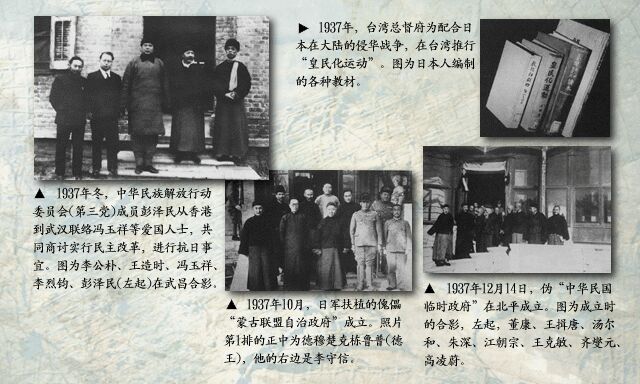 ▶ 1937年，台湾总督府为配合日
本在大陆的侵华战争，在台湾推行
“皇民化运动”。图为日本人编制
的各种教材。
▲ 1937年冬，中华民族解放行动
委员会(第三党)成员彭泽民从香港
到武汉联络冯玉祥等爱国人士，共
同商讨实行民主改革，进行抗日事
宜。图为李公朴、王造时、冯玉祥、
李烈钧、彭泽民(左起)在武昌合影。
▲ 1937年10月，日军扶植的傀儡
“蒙古联盟自治政府”成立。照片
第1排的正中为德穆楚克栋鲁普(德
王)，他的右边是李守信。
▲ 1937年12月14日，伪“中华民国
临时政府”在北平成立。图为成立时
的合影，左起，董康、王揖唐、汤尔
和、朱深、江朝宗、王克敏、齐燮元、
高凌蔚。